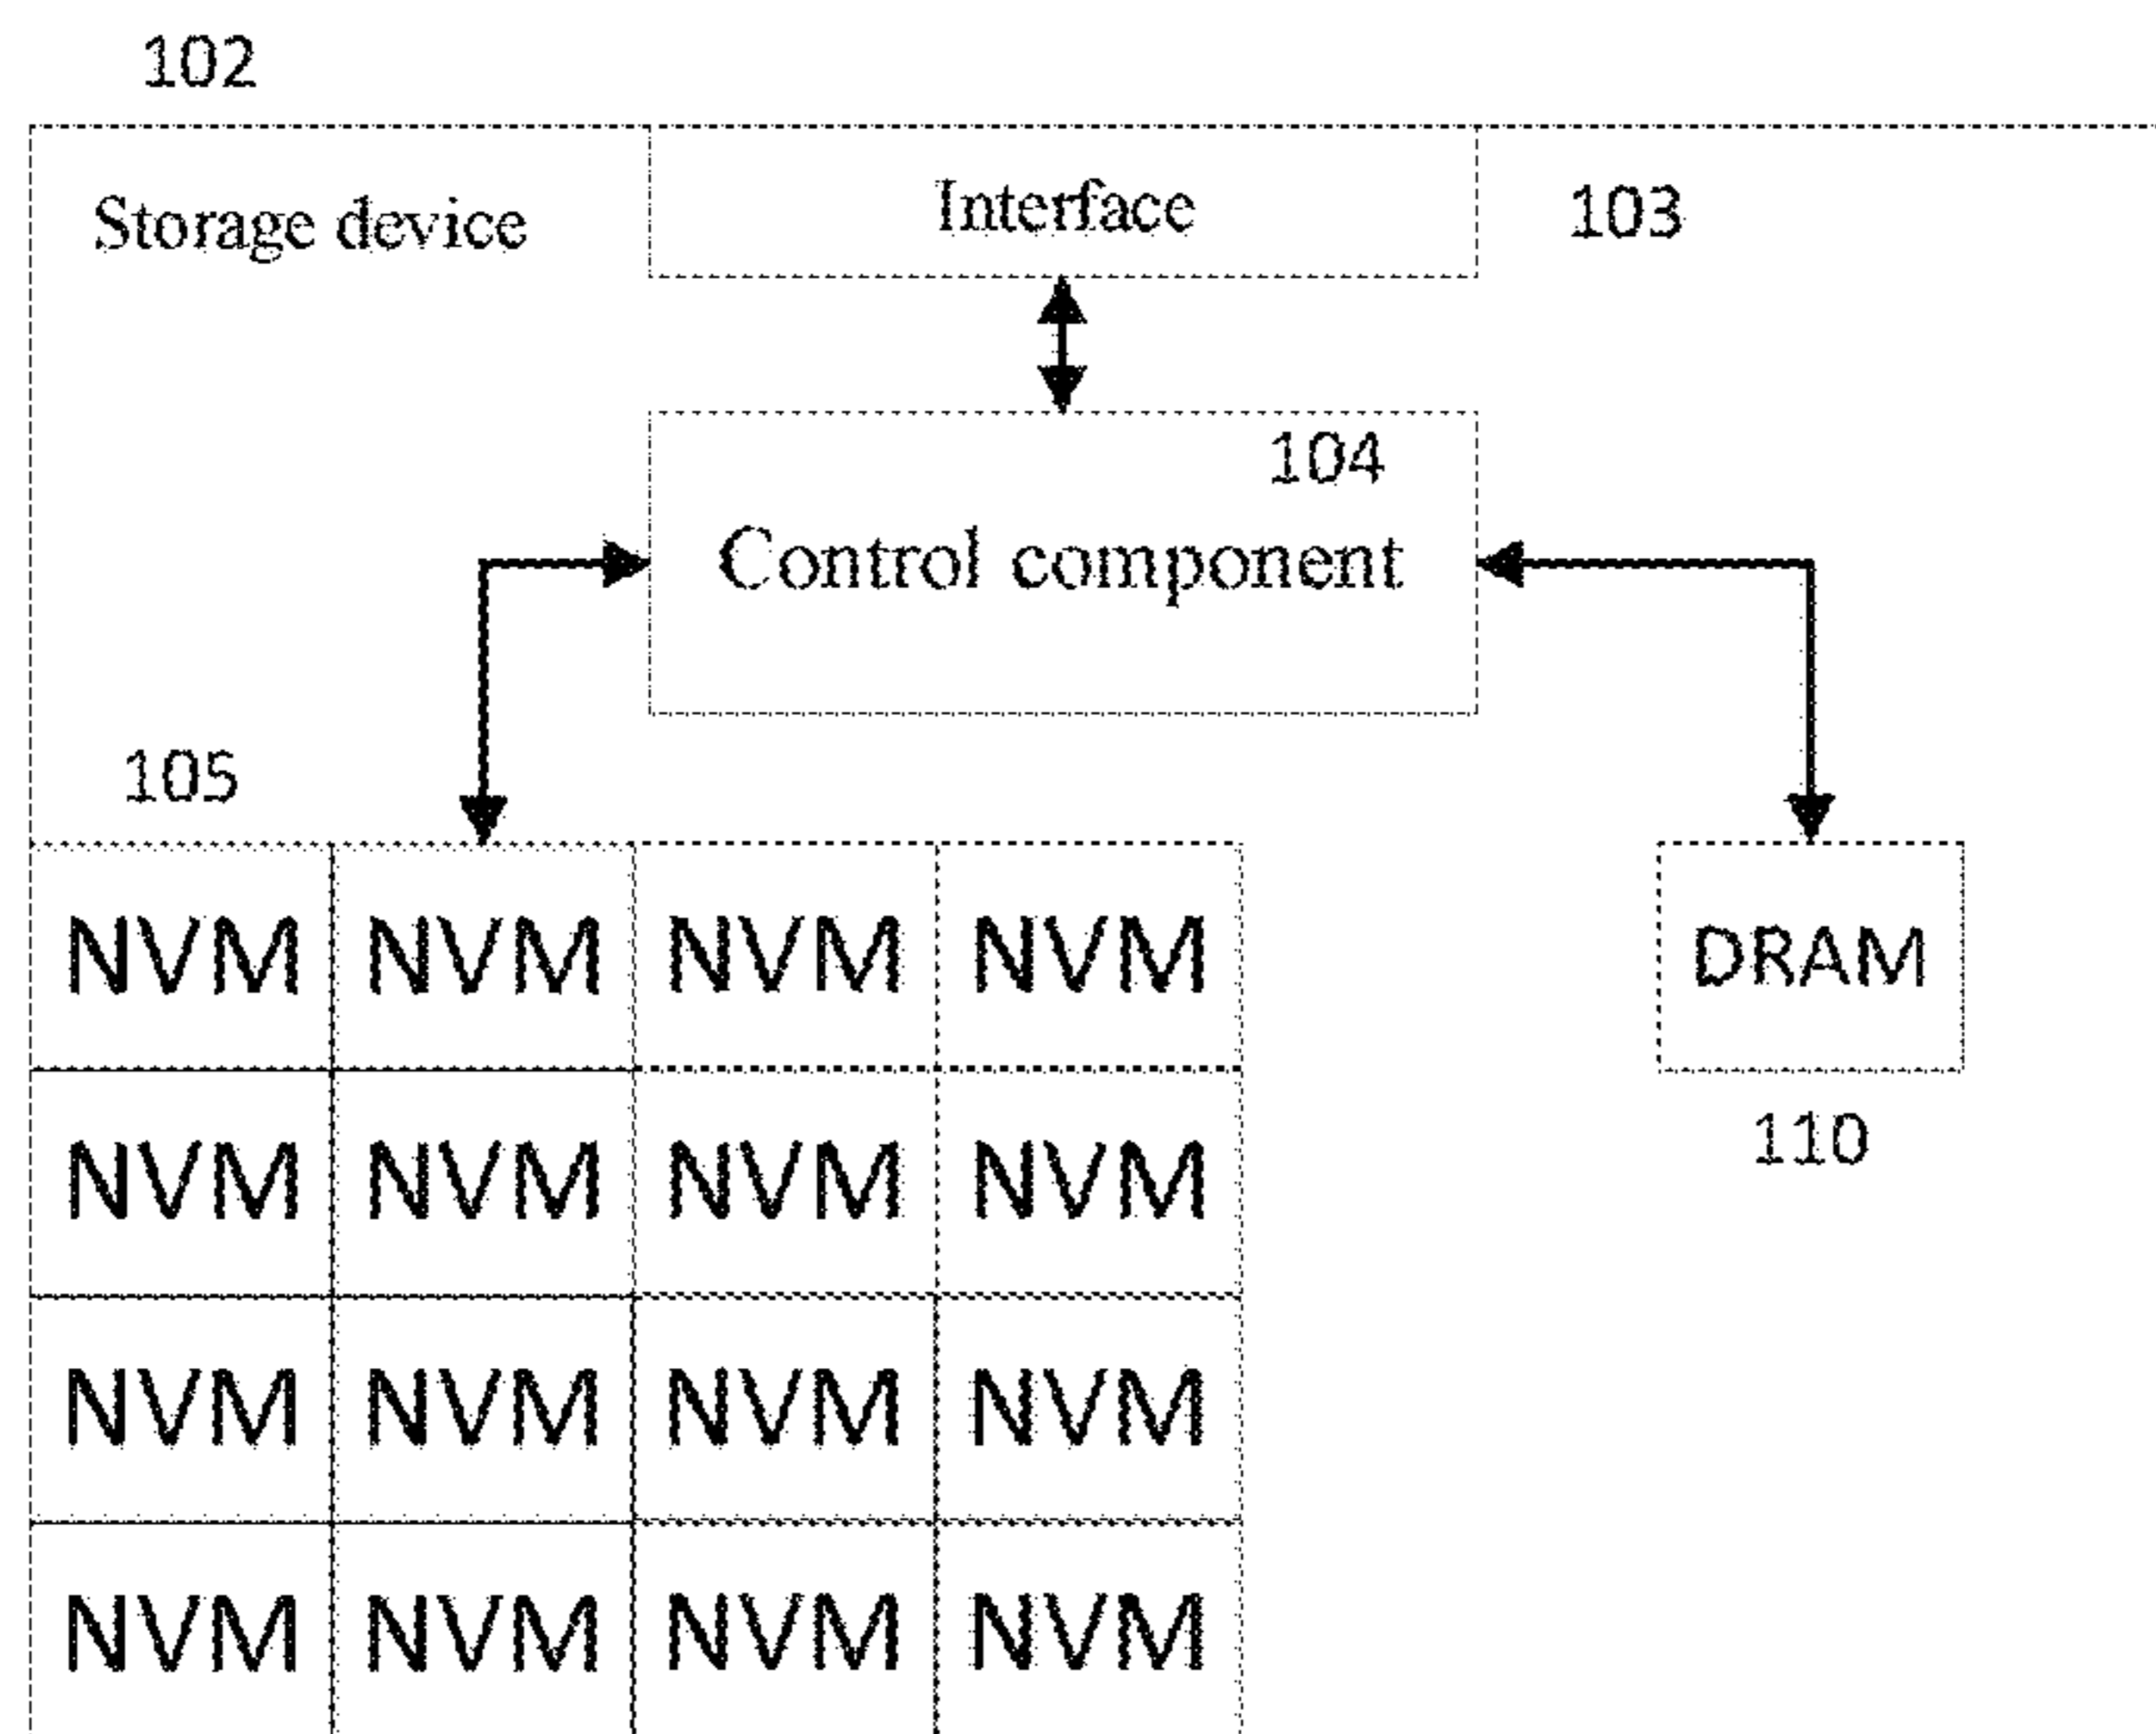 102
Storage device
Interface
103
104
Control component
105
NVM NVM NVM NVM
DRAM
110
NVM NVM NVM NVM
NVM NVM NVM NVM
NVM NVM NVM NVM